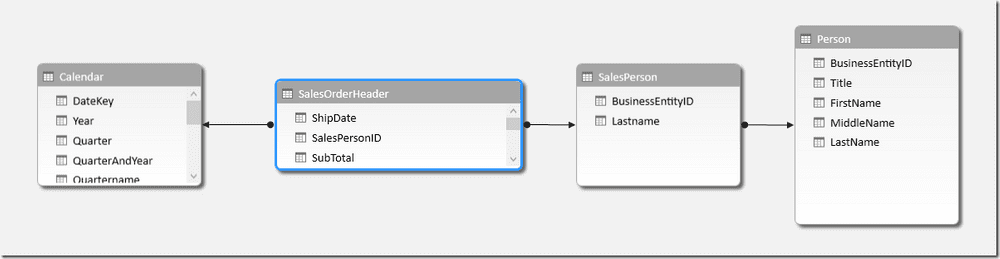 Calendar
DateKey
Year
Quarter
QuarterAndYear
Quartername
SalesOrderHeader
ShipDate
SalesPersonID
SubTotal
SalesPerson
BusinessEntityID
Lastname
Person
BusinessEntityID
Title
FirstName
MiddleName
LastName